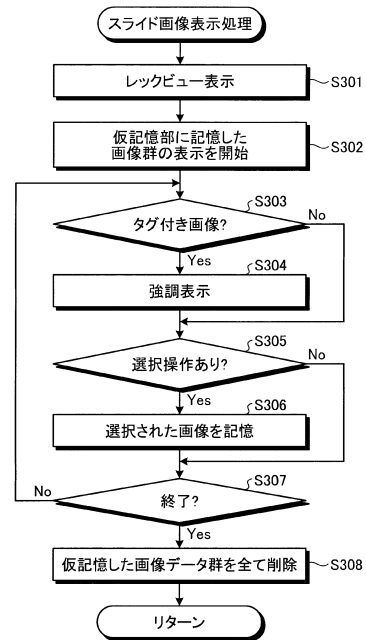 スライド画像表示処理
レックビュー表示
S301
仮記憶部に記憶した
画像群の表示を開始
S302
S303
タグ付き画像?
No
Yes
S304
強調表示
S305
選択操作あり?
No
Yes
S306
選択された画像を記憶
S307
終了?
No
Yes
仮記憶した画像データ群を全て削除
S308
リターン